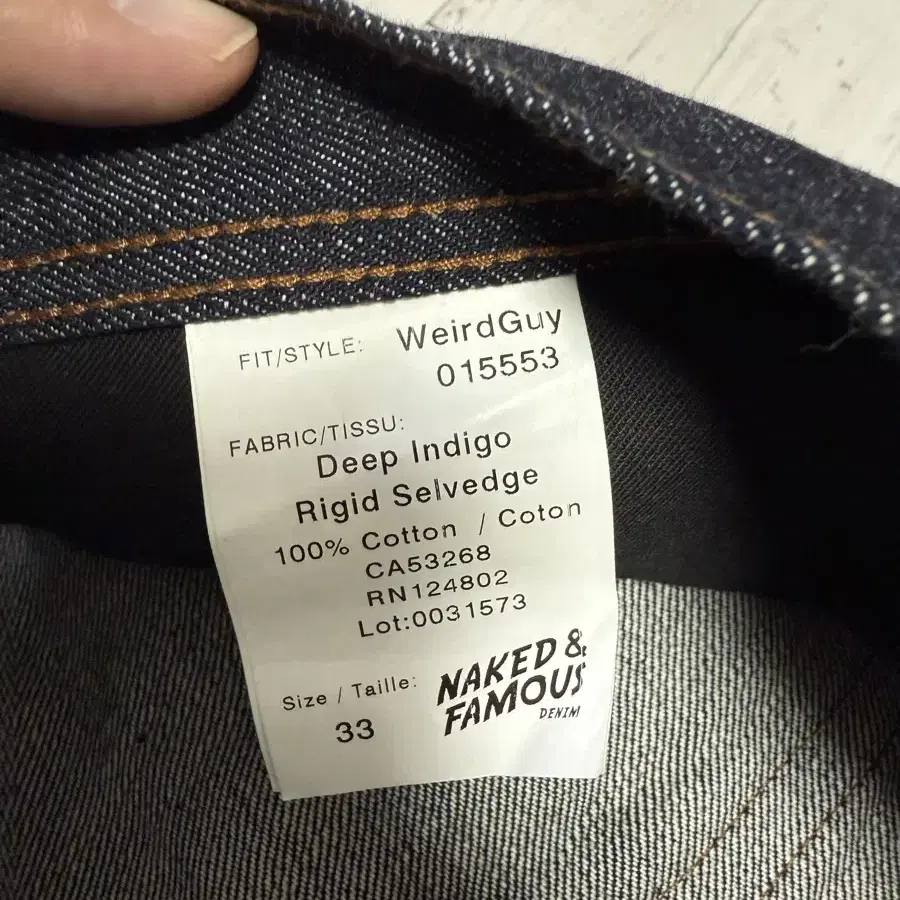 FIT/STYLE: WeirdGuy
015553
FABRIC/TISSU:
Deep Indigo
Rigid Selvedge
100% Cotton / Coton
CA53268
RN124802
Lot:0031573
Size / Taille:
33
NAKED &
FAMOUS
DENIM